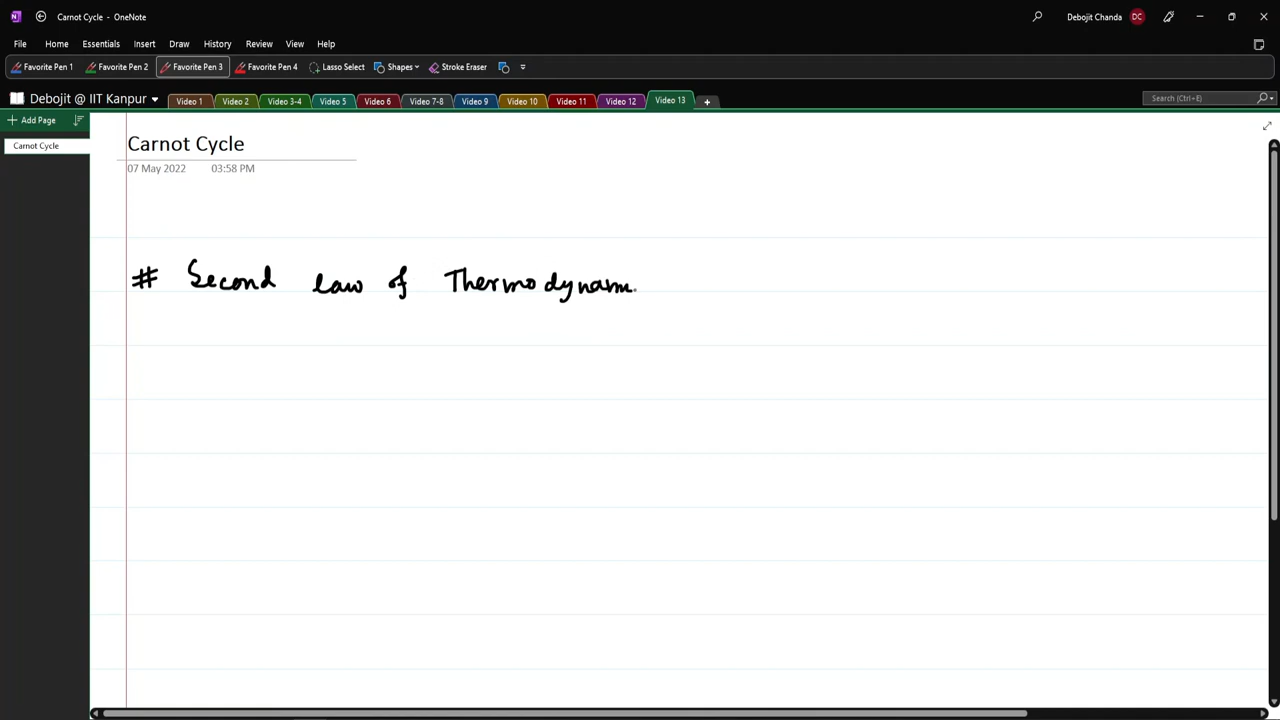 Carnot Cycle - OneNote
Debojit Chanda DC
File Home Essentials Insert Draw History Review View Help
Favorite Pen 1 Favorite Pen 2 Favorite Pen 3 Favorite Pen 4 Lasso Select Shapes Stroke Eraser
Debojit @ IIT Kanpur Video 1 Video 2 Video 3-4 Video 5 Video 6 Video 7-8 Video 9 Video 10 Video 11 Video 12 Video 13 + Search (Ctrl+E)
+ Add Page
Carnot Cycle
Carnot Cycle
07 May 2022 03:58 PM
# Second law of Thermodynam